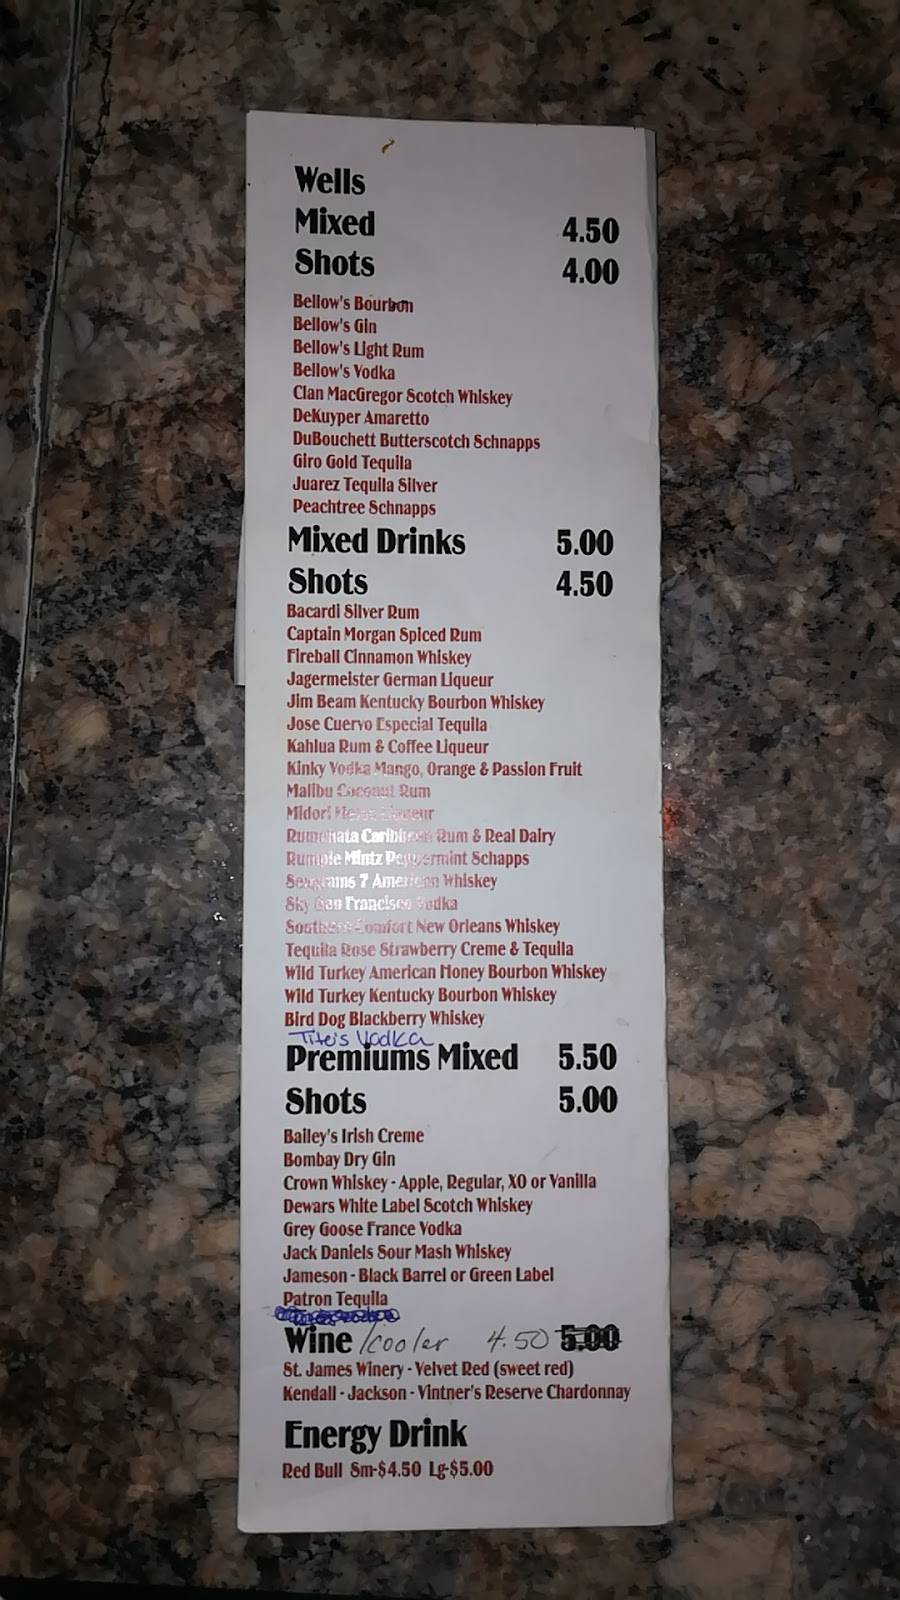 Wells
Mixed 4.50
Shots 4.00
Bellow's Bourbon
Bellow's Gin
Bellow's Light Rum
Bellow's Vodka
Clan MacGregor Scotch Whiskey
DeKuyper Amaretto
DuBouchett Butterscotch Schnapps
Giro Gold Tequila
Juarez Tequila Silver
Peachtree Schnapps
Mixed Drinks 5.00
Shots 4.50
Bacardi Silver Rum
Captain Morgan Spiced Rum
Fireball Cinnamon Whiskey
Jagermeister German Liqueur
Jim Beam Kentucky Bourbon Whiskey
Jose Cuervo Especial Tequila
Kahlua Rum & Coffee Liqueur
Kinky Vodka Mango, Orange & Passion Fruit
Malibu Coconut Rum
Midori Melon Liqueur
Rumchata Caribbean Rum & Real Dairy
Rumple Mintz Peppermint Schapps
Seagrams 7 American Whiskey
Sky San Francisco Vodka
Southern Comfort New Orleans Whiskey
Tequila Rose Strawberry Creme & Tequila
Wild Turkey American Honey Bourbon Whiskey
Wild Turkey Kentucky Bourbon Whiskey
Bird Dog Blackberry Whiskey
Tito's Vodka
Premiums Mixed 5.50
Shots 5.00
Bailey's Irish Creme
Bombay Dry Gin
Crown Whiskey - Apple, Regular, XO or Vanilla
Dewars White Label Scotch Whiskey
Grey Goose France Vodka
Jack Daniels Sour Mash Whiskey
Jameson - Black Barrel or Green Label
Patron Tequila
Wine /cooler 4.50 5.00
St. James Winery - Velvet Red (sweet red)
Kendall - Jackson - Vintner's Reserve Chardonnay
Energy Drink
Red Bull Sm-$4.50 Lg-$5.00